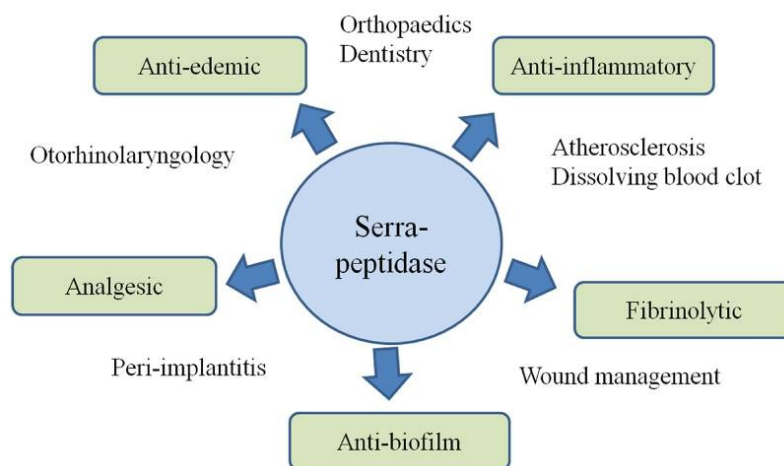 Orthopaedics
Dentistry
Anti-edemic
Anti-inflammatory
Otorhinolaryngology
Atherosclerosis
Dissolving blood clot
Serra-
peptidase
Analgesic
Fibrinolytic
Peri-implantitis
Wound management
Anti-biofilm